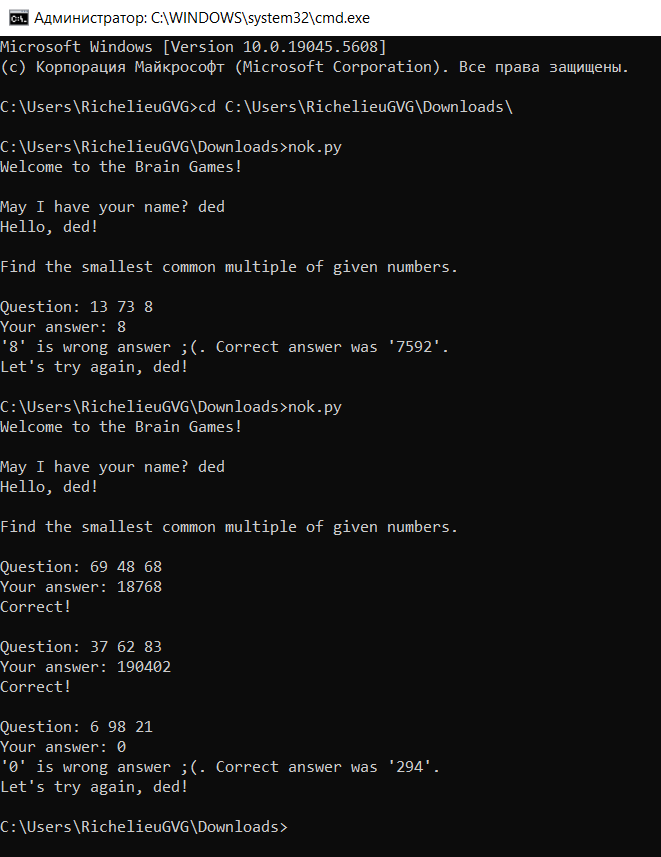 Администратор: C:\WINDOWS\system32\cmd.exe
Microsoft Windows [Version 10.0.19045.5608]
(c) Корпорация Майкрософт (Microsoft Corporation). Все права защищены.
C:\Users\RichelieuGVG>cd C:\Users\RichelieuGVG\Downloads\
C:\Users\RichelieuGVG\Downloads>nok.py
Welcome to the Brain Games!
May I have your name? ded
Hello, ded!
Find the smallest common multiple of given numbers.
Question: 13 73 8
Your answer: 8
'8' is wrong answer ;(. Correct answer was '7592'.
Let's try again, ded!
C:\Users\RichelieuGVG\Downloads>nok.py
Welcome to the Brain Games!
May I have your name? ded
Hello, ded!
Find the smallest common multiple of given numbers.
Question: 69 48 68
Your answer: 18768
Correct!
Question: 37 62 83
Your answer: 190402
Correct!
Question: 6 98 21
Your answer: 0
'0' is wrong answer ;(. Correct answer was '294'.
Let's try again, ded!
C:\Users\RichelieuGVG\Downloads>